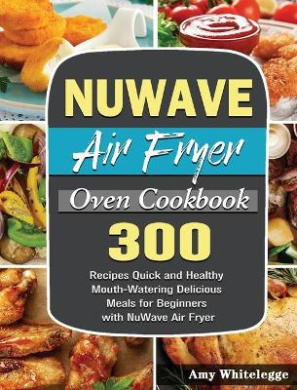 NUWAVE
Air Fryer
Oven Cookbook
300
Recipes Quick and Healthy
Mouth-Watering Delicious
Meals for Beginners
with NuWave Air Fryer
Amy Whitelegge